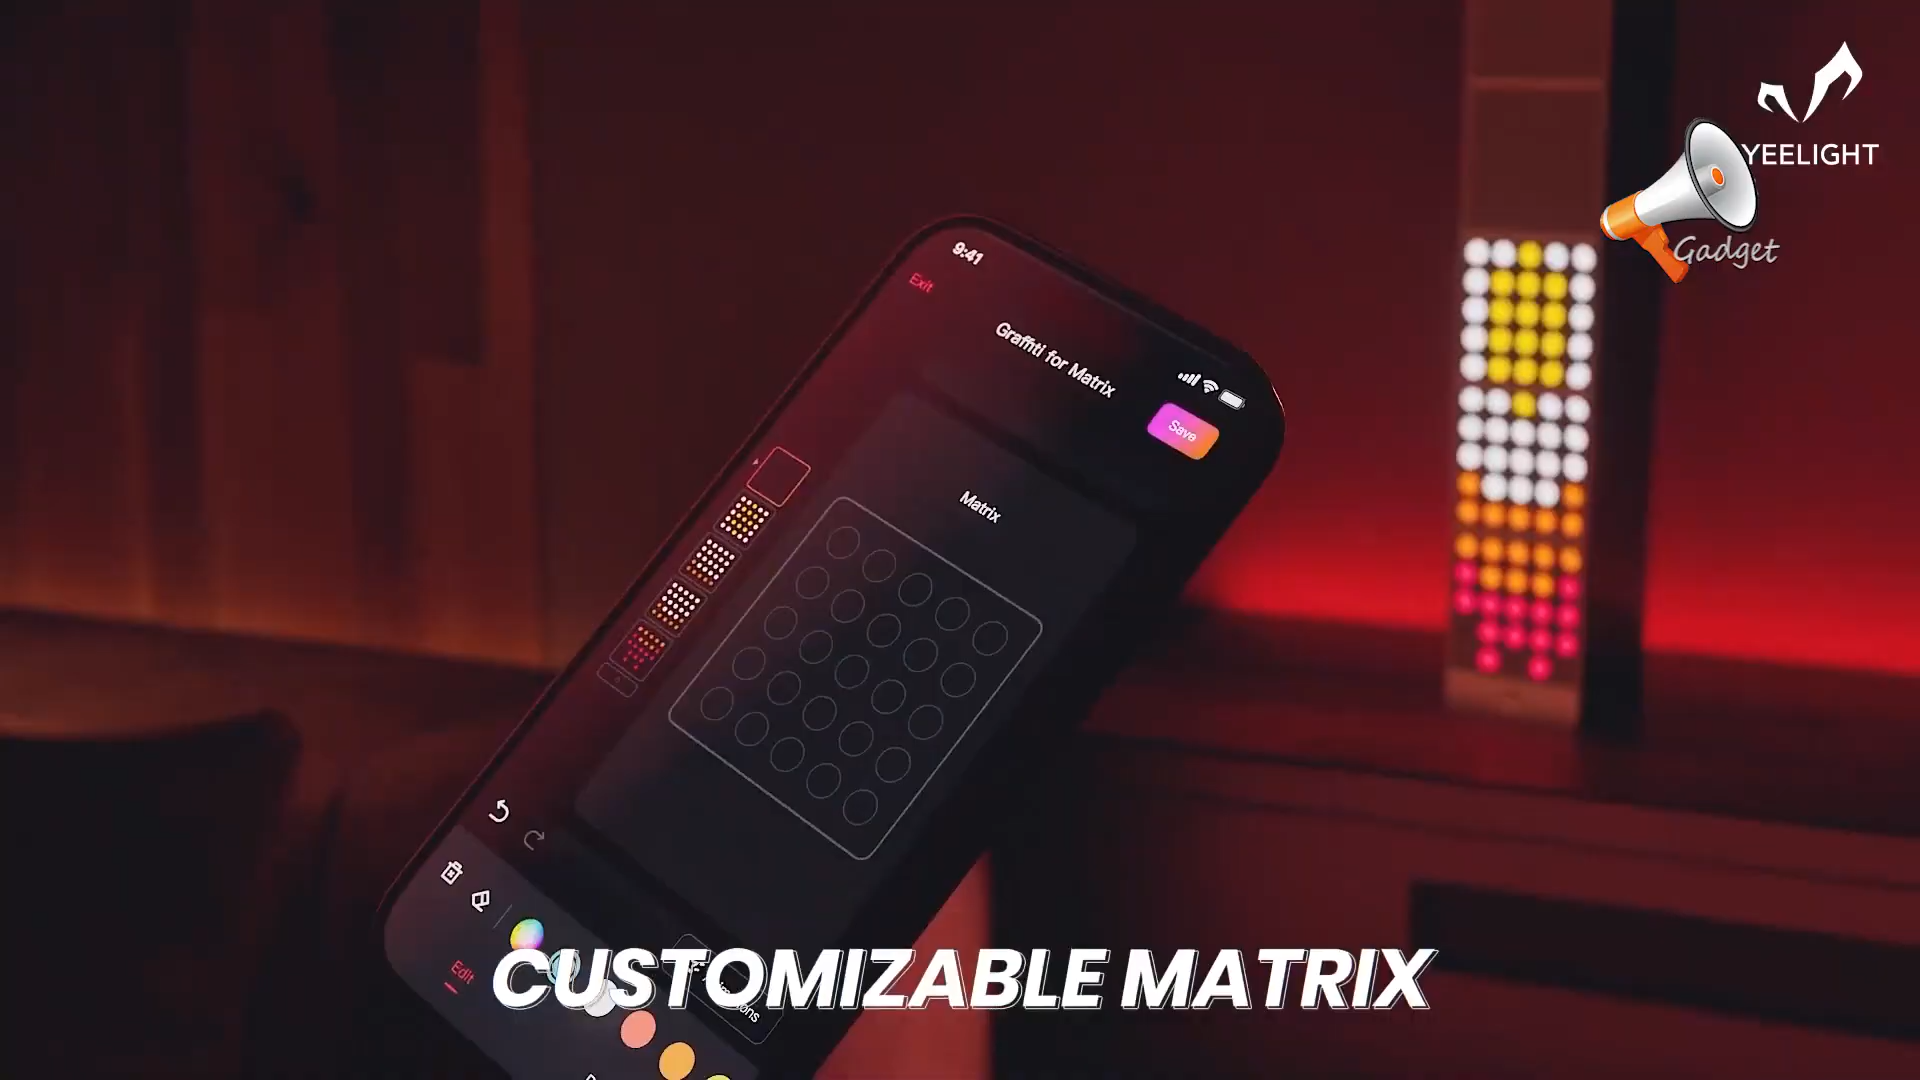 YEELIGHT
Gadget
9:41
Exit
Graffiti for Matrix
Save
Matrix
Edit
CUSTOMIZABLE MATRIX